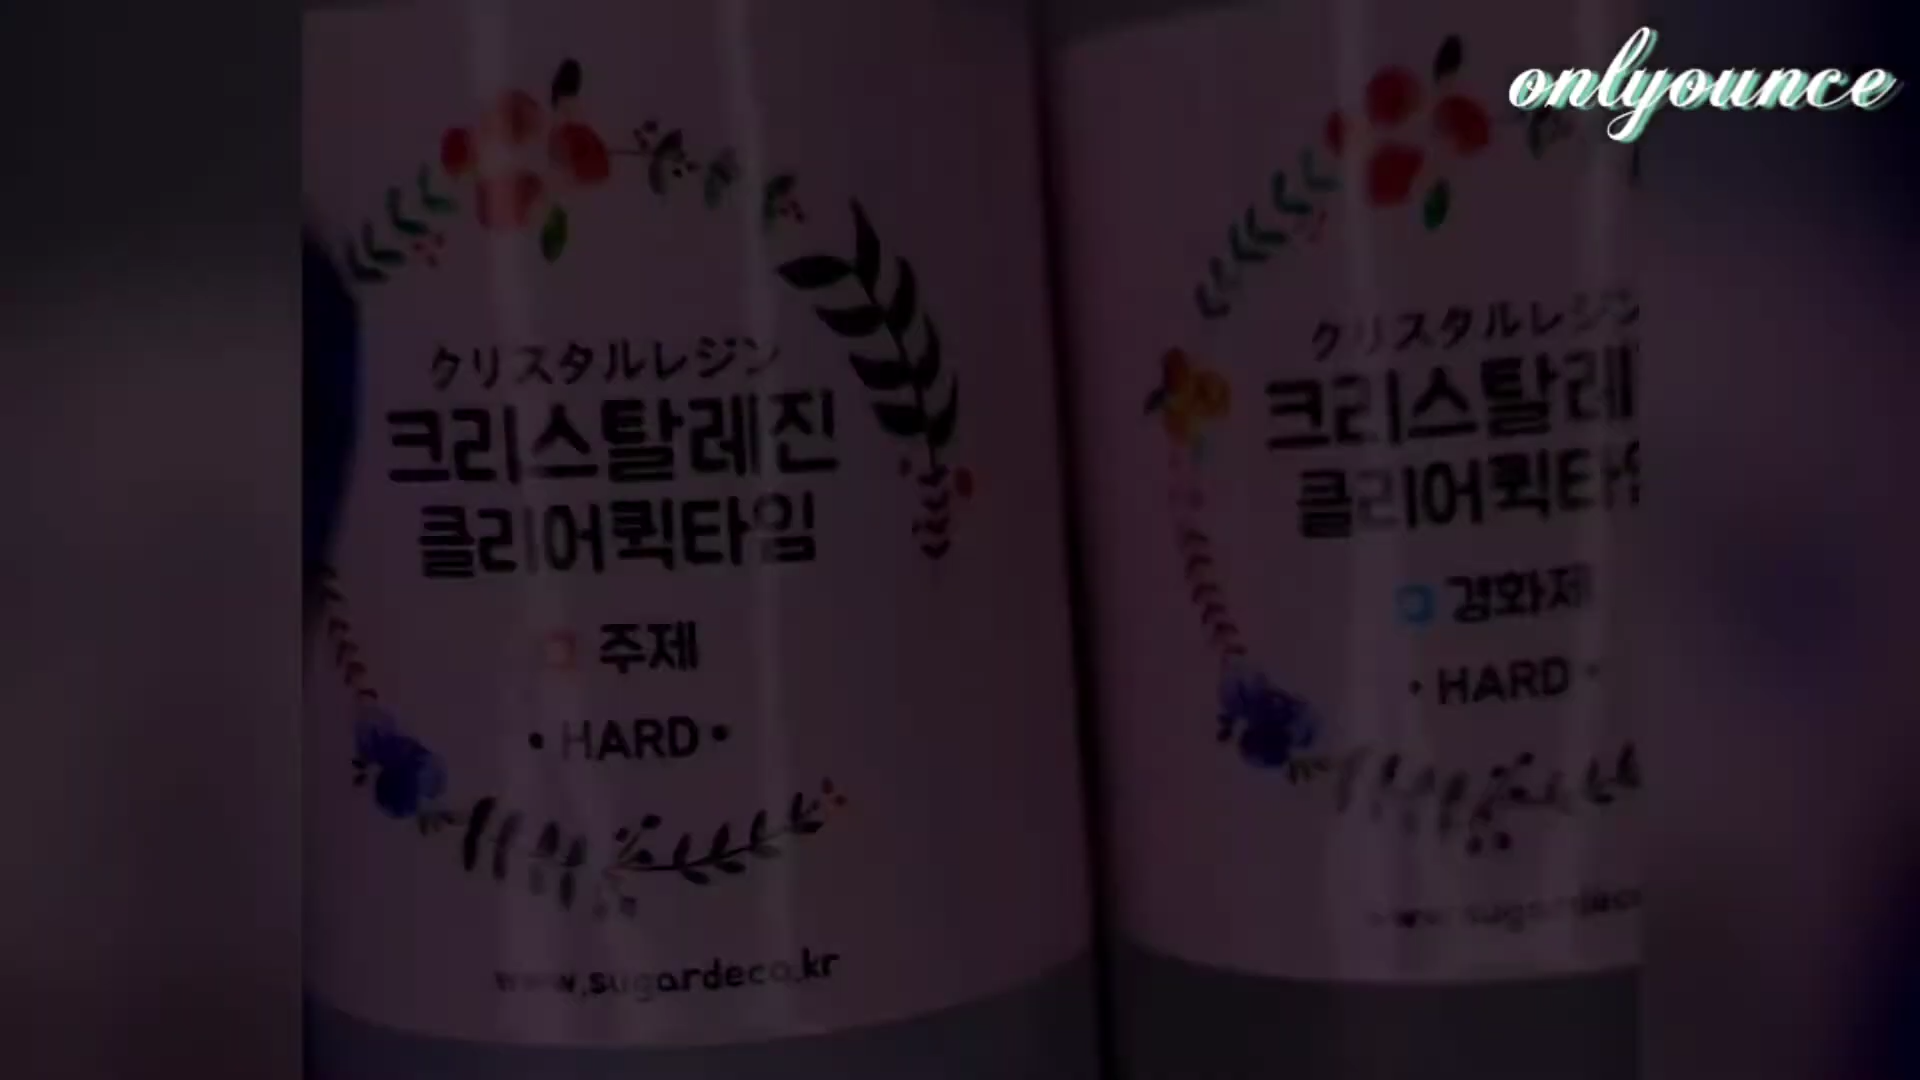 onlyounce
クリスタルレジン
크리스탈레진
클리어퀵타임
주제
• HARD •
www.sugardeco.kr
クリスタルレジン
크리스탈레
클리어퀵타
경화제
• HARD •
www.sugardeco